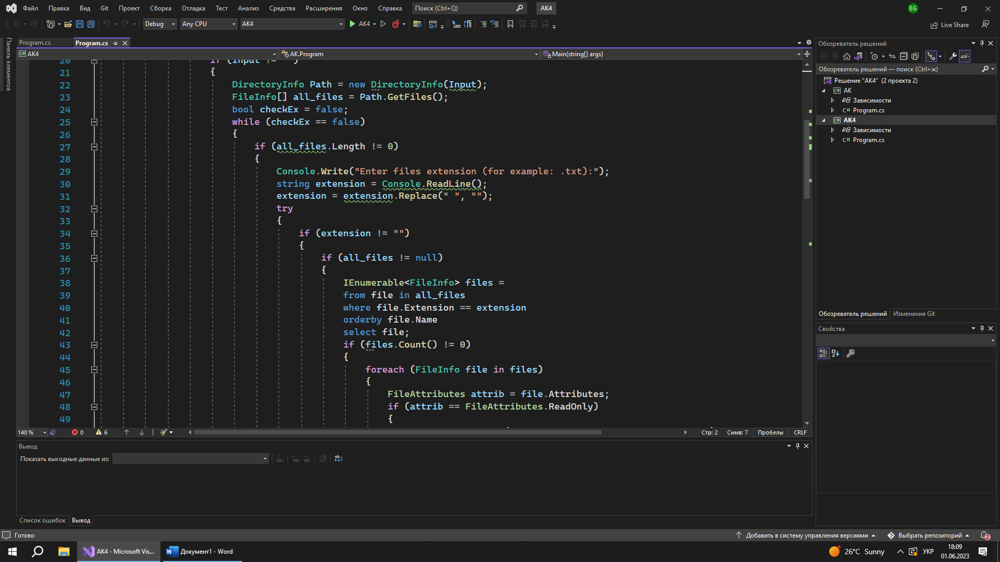 Файл Правка Вид Git Проект Сборка Отладка Тест Анализ Средства Расширения Окно Справка Поиск (Ctrl+Q) AK4 ВБ
Debug Any CPU AK4 AK4 Live Share
Панель элементов
Program.cs Program.cs
C# AK4 AK.Program Main(string[] args)
20 if (Input != " ")
21 {
22 DirectoryInfo Path = new DirectoryInfo(Input);
23 FileInfo[] all_files = Path.GetFiles();
24 bool checkEx = false;
25 while (checkEx == false)
26 {
27 if (all_files.Length != 0)
28 {
29 Console.Write("Enter files extension (for example: .txt):");
30 string extension = Console.ReadLine();
31 extension = extension.Replace(" ", "");
32 try
33 {
34 if (extension != "")
35 {
36 if (all_files != null)
37 {
38 IEnumerable<FileInfo> files =
39 from file in all_files
40 where file.Extension == extension
41 orderby file.Name
42 select file;
43 if (files.Count() != 0)
44 {
45 foreach (FileInfo file in files)
46 {
47 FileAttributes attrib = file.Attributes;
48 if (attrib == FileAttributes.ReadOnly)
49 {
140 % 0 6 Стр: 2 Симв: 7 Пробелы CRLF
Вывод
Показать выходные данные из:
Список ошибок Вывод
Обозреватель решений
Обозреватель решений — поиск (Ctrl+ж)
Решение "AK4" (2 проекта 2)
C# AK
Зависимости
C# Program.cs
C# AK4
Зависимости
C# Program.cs
Обозреватель решений Изменения Git
Свойства
Готово Добавить в систему управления версиями Выбрать репозиторий 2
AK4 - Microsoft Vis... Документ1 - Word 26°C Sunny УКР 18:09
01.06.2023